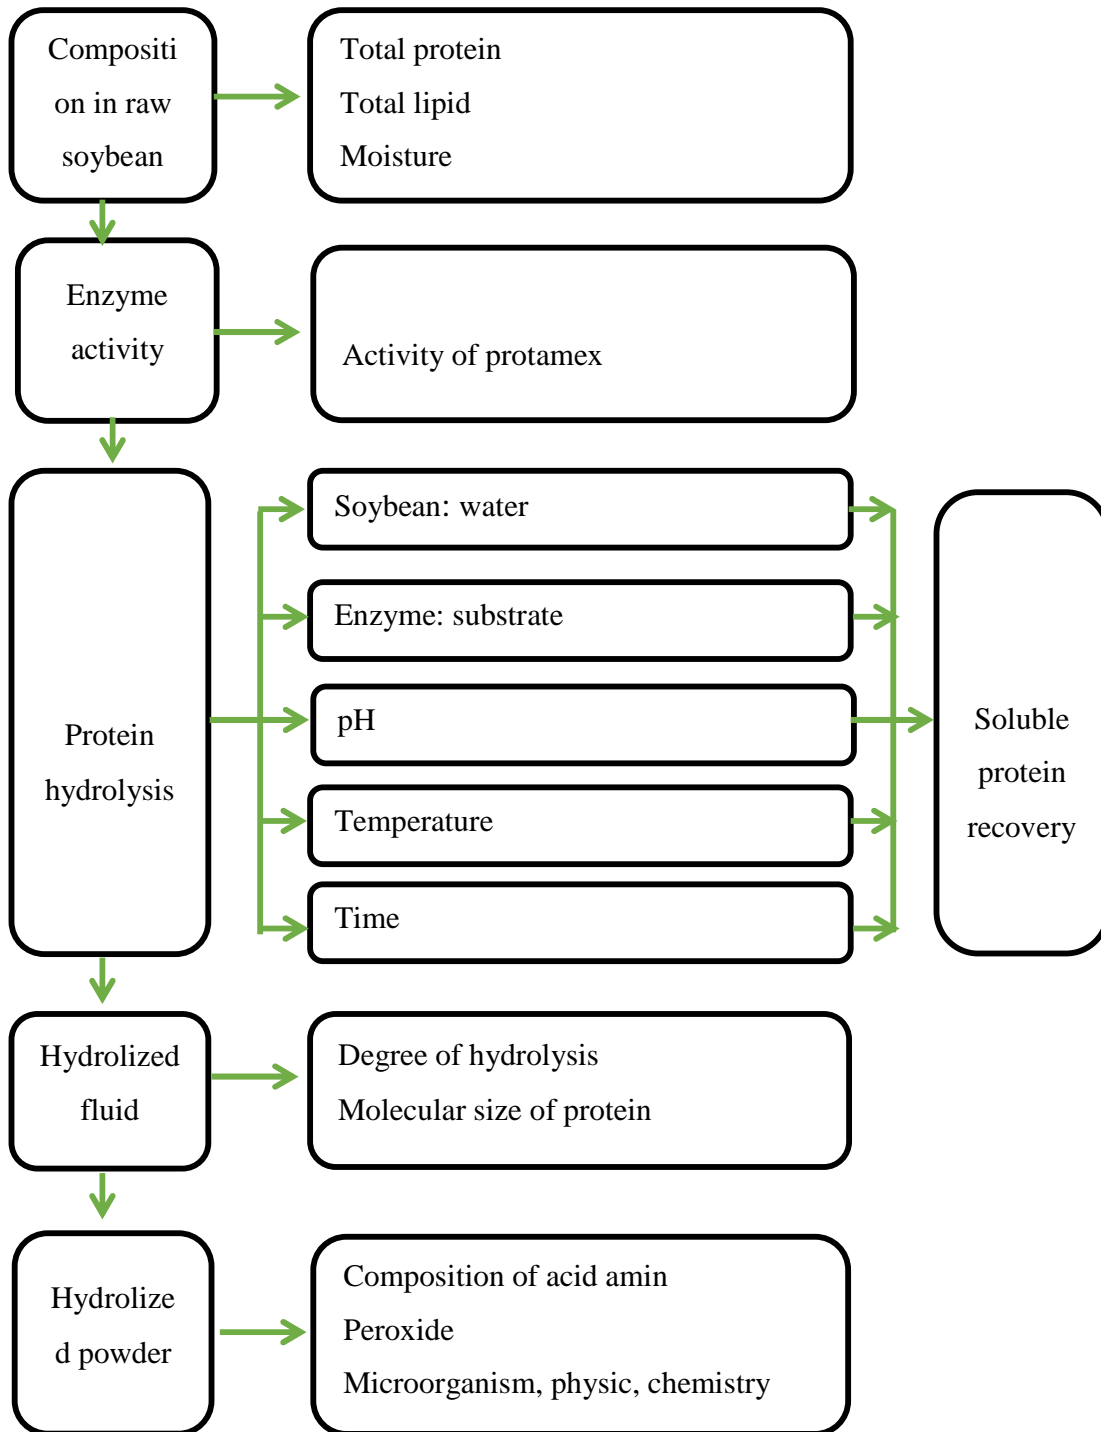 Compositi
on in raw
soybean
Total protein
Total lipid
Moisture
Enzyme
activity
Activity of protamex
Protein
hydrolysis
Soybean: water
Enzyme: substrate
pH
Temperature
Time
Soluble
protein
recovery
Hydrolized
fluid
Degree of hydrolysis
Molecular size of protein
Hydrolize
d powder
Composition of acid amin
Peroxide
Microorganism, physic, chemistry